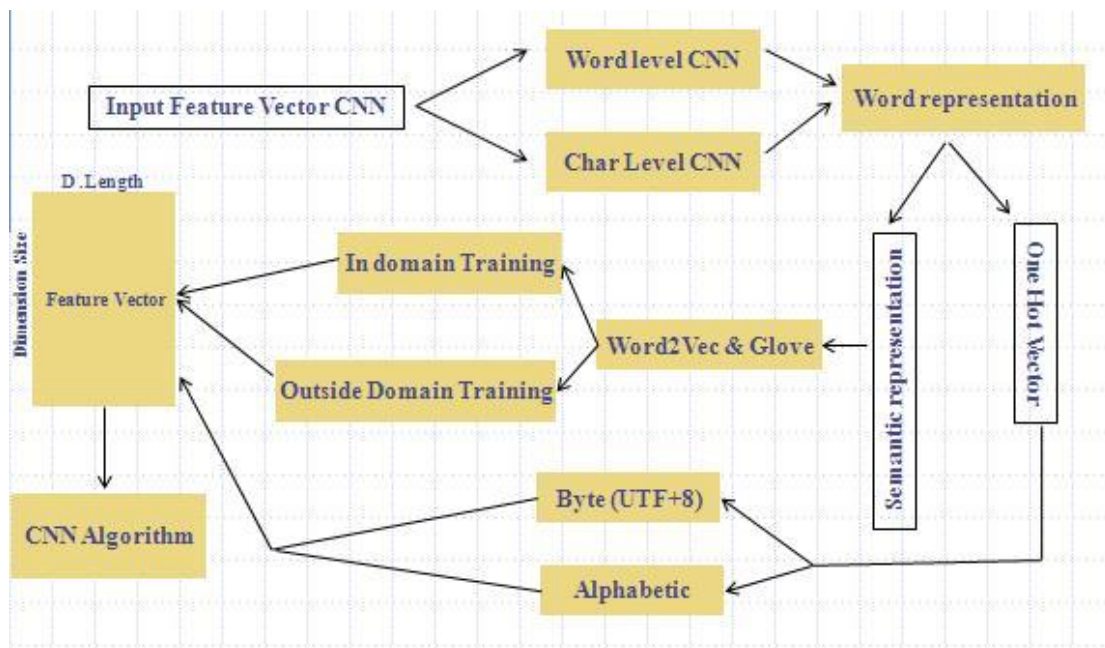 Input Feature Vector CNN
Word level CNN
Char Level CNN
Word representation
Semantic representation
One Hot Vector
Word2Vec & Glove
In domain Training
Outside Domain Training
D.Length
Dimension Size
Feature Vector
Byte (UTF+8)
Alphabetic
CNN Algorithm